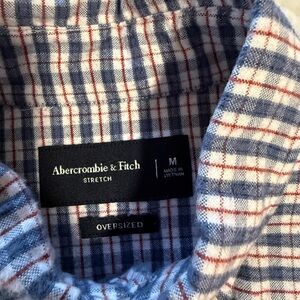 Abercrombie & Fitch
STRETCH
M
MADE IN
VIETNAM
OVERSIZED